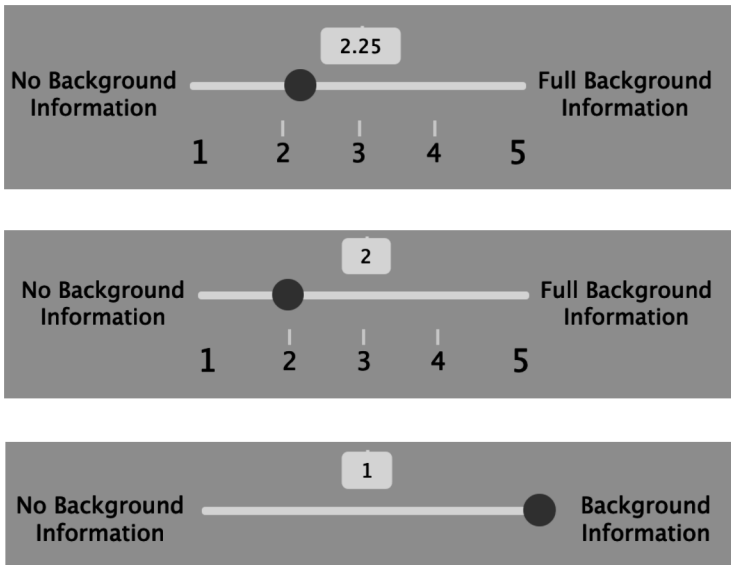 2.25
No Background
Information
Full Background
Information
1 2 3 4 5
2
No Background
Information
Full Background
Information
1 2 3 4 5
1
No Background
Information
Background
Information